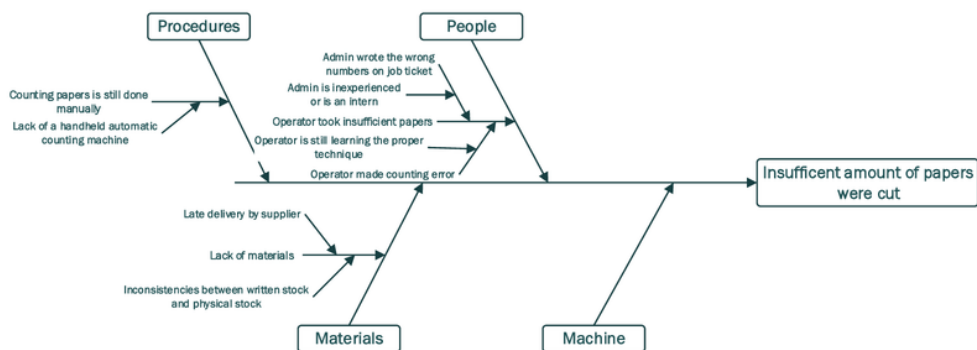 Procedures
People
Admin wrote the wrong
numbers on job ticket
Admin is inexperienced
or is an intern
Counting papers is still done
manually
Lack of a handheld automatic
counting machine
Operator took insufficient papers
Operator is still learning the proper
technique
Operator made counting error
Insufficent amount of papers
were cut
Late delivery by supplier
Lack of materials
Inconsistencies between written stock
and physical stock
Materials
Machine